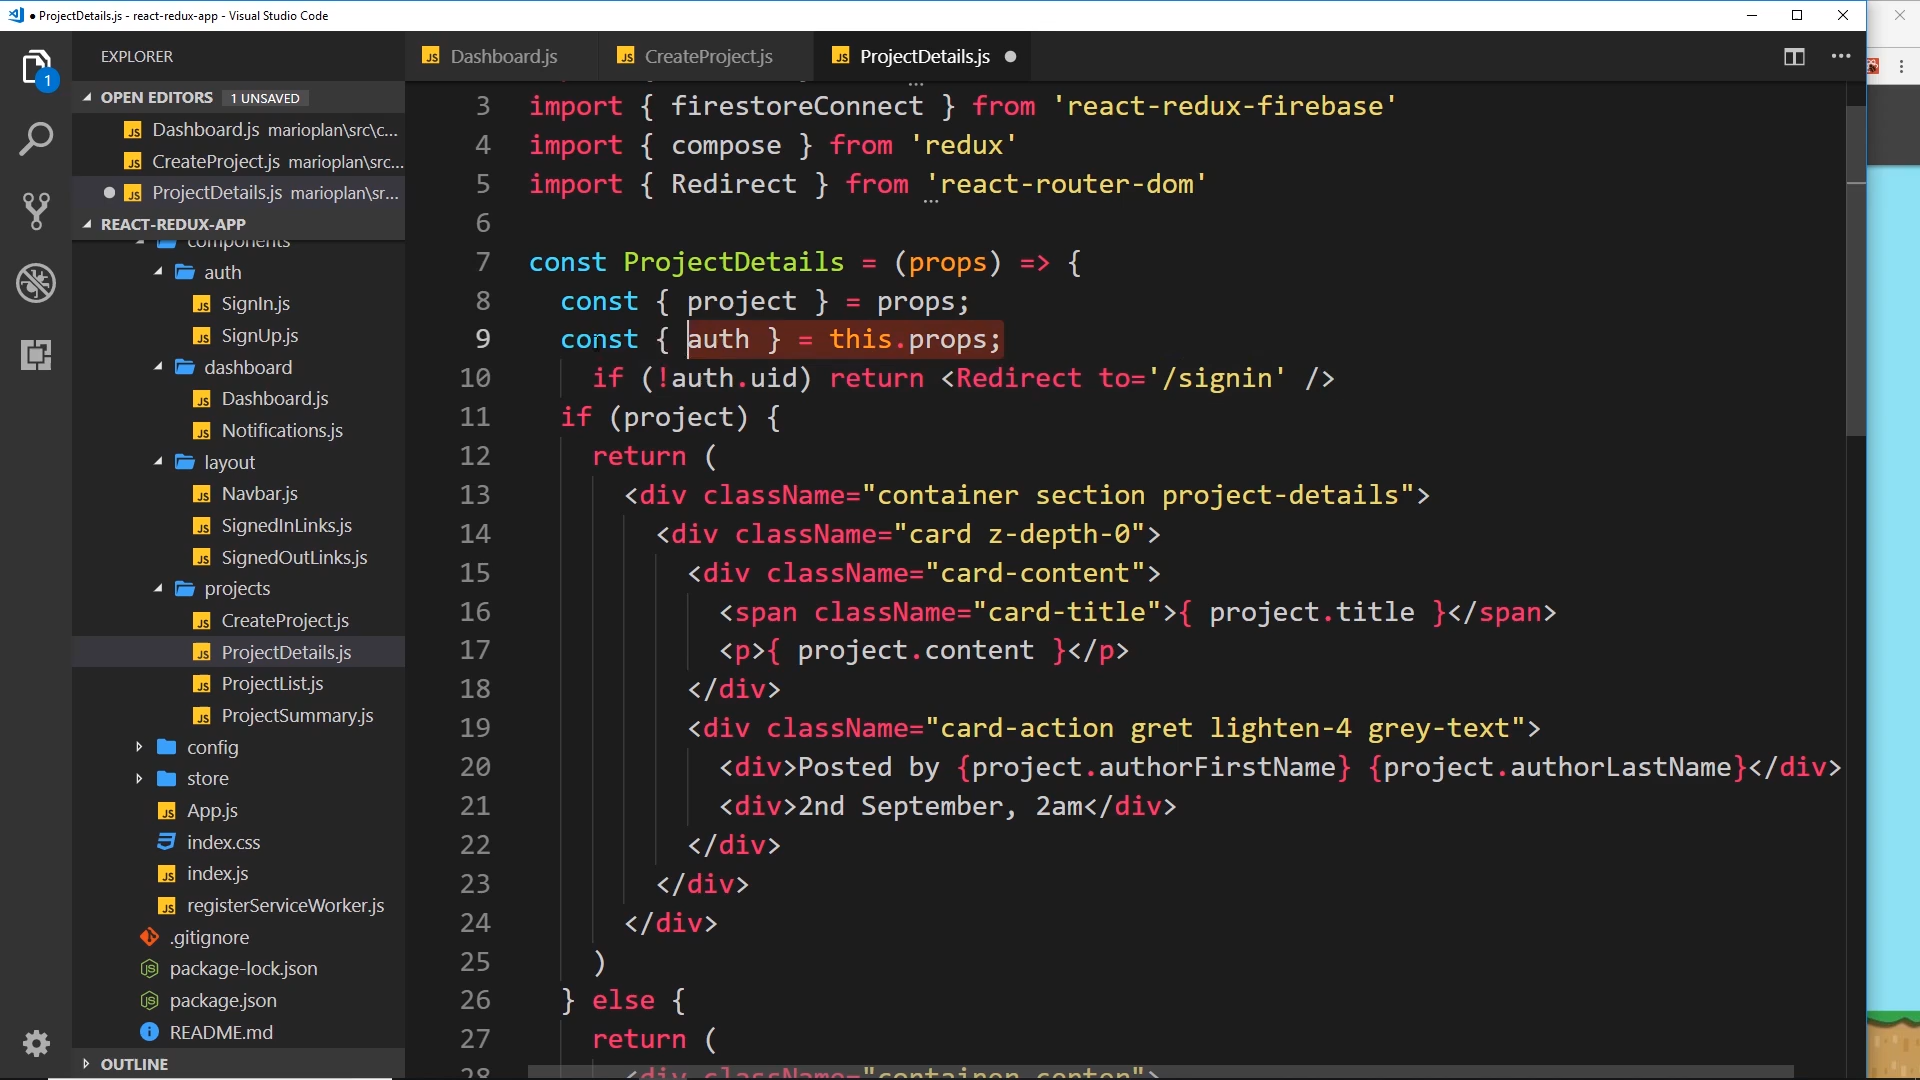 ProjectDetails.js - react-redux-app - Visual Studio Code
EXPLORER
1
OPEN EDITORS 1 UNSAVED
Dashboard.js marioplan\src\c...
CreateProject.js marioplan\src...
ProjectDetails.js marioplan\sr...
REACT-REDUX-APP
components
auth
SignIn.js
SignUp.js
dashboard
Dashboard.js
Notifications.js
layout
Navbar.js
SignedInLinks.js
SignedOutLinks.js
projects
CreateProject.js
ProjectDetails.js
ProjectList.js
ProjectSummary.js
config
store
App.js
index.css
index.js
registerServiceWorker.js
.gitignore
package-lock.json
package.json
README.md
OUTLINE
Dashboard.js CreateProject.js ProjectDetails.js
3 import { firestoreConnect } from 'react-redux-firebase'
4 import { compose } from 'redux'
5 import { Redirect } from 'react-router-dom'
6
7 const ProjectDetails = (props) => {
8 const { project } = props;
9 const { auth } = this.props;
10 if (!auth.uid) return <Redirect to='/signin' />
11 if (project) {
12 return (
13 <div className="container section project-details">
14 <div className="card z-depth-0">
15 <div className="card-content">
16 <span className="card-title">{ project.title }</span>
17 <p>{ project.content }</p>
18 </div>
19 <div className="card-action gret lighten-4 grey-text">
20 <div>Posted by {project.authorFirstName} {project.authorLastName}</div>
21 <div>2nd September, 2am</div>
22 </div>
23 </div>
24 </div>
25 )
26 } else {
27 return (
28 <div className="container center">